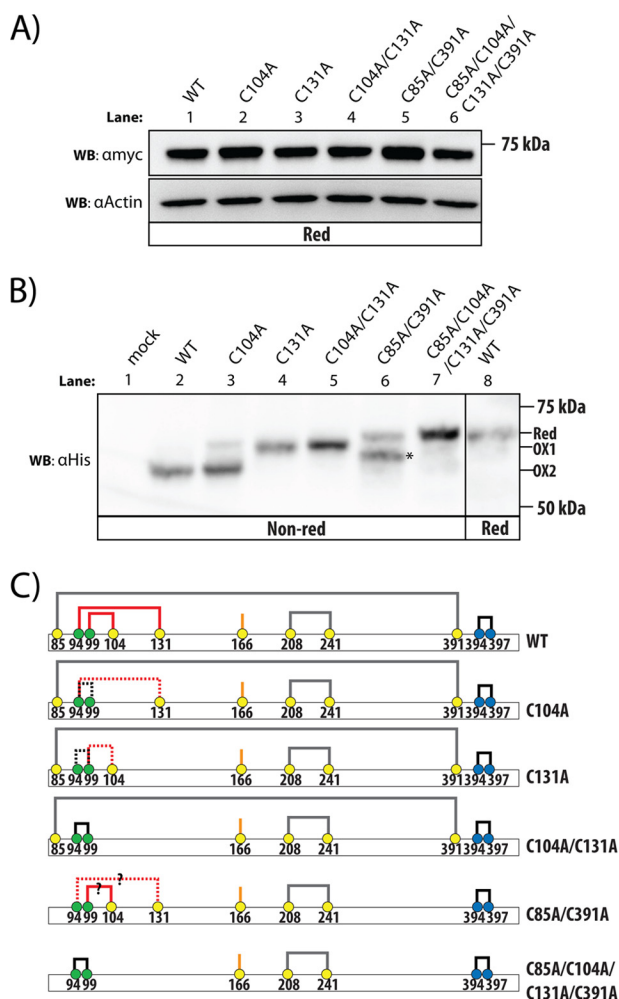 A)
WT
C104A
C131A
C104A/C131A
C85A/C391A
C85A/C104A/
C131A/C391A
Lane: 1 2 3 4 5 6
75 kDa
WB: αmyc
WB: αActin
Red
B)
mock
WT
C104A
C131A
C104A/C131A
C85A/C391A
C85A/C104A
/C131A/C391A
WT
Lane: 1 2 3 4 5 6 7 8
75 kDa
Red
OX1
WB: αHis
*
OX2
50 kDa
Non-red Red
C)
85 94 99 104 131 166 208 241 391 394 397 WT
85 94 99 131 166 208 241 391 394 397 C104A
85 94 99 104 166 208 241 391 394 397 C131A
85 94 99 166 208 241 391 394 397 C104A/C131A
?
?
94 99 104 131 166 208 241 394 397 C85A/C391A
94 99 166 208 241 394 397 C85A/C104A/
C131A/C391A